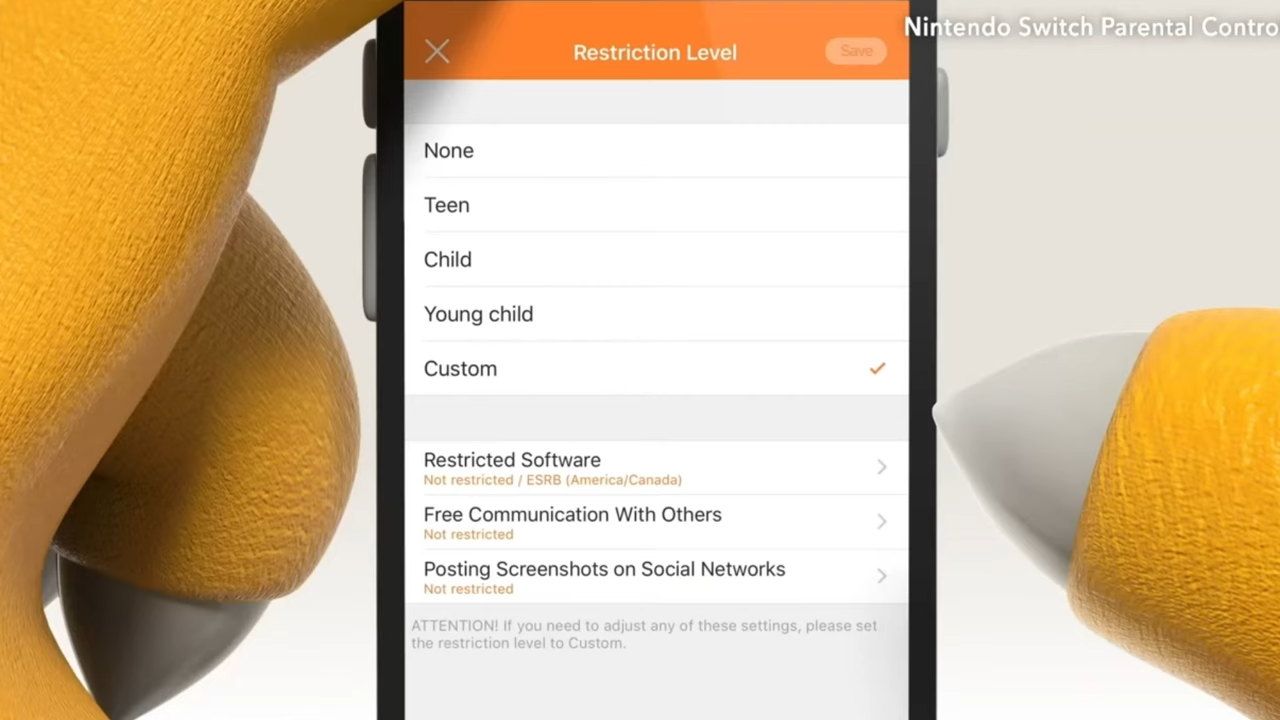 Nintendo Switch Parental Contro
Restriction Level
Save
None
Teen
Child
Young child
Custom
Restricted Software
Not restricted / ESRB (America/Canada)
Free Communication With Others
Not restricted
Posting Screenshots on Social Networks
Not restricted
ATTENTION! If you need to adjust any of these settings, please set
the restriction level to Custom.